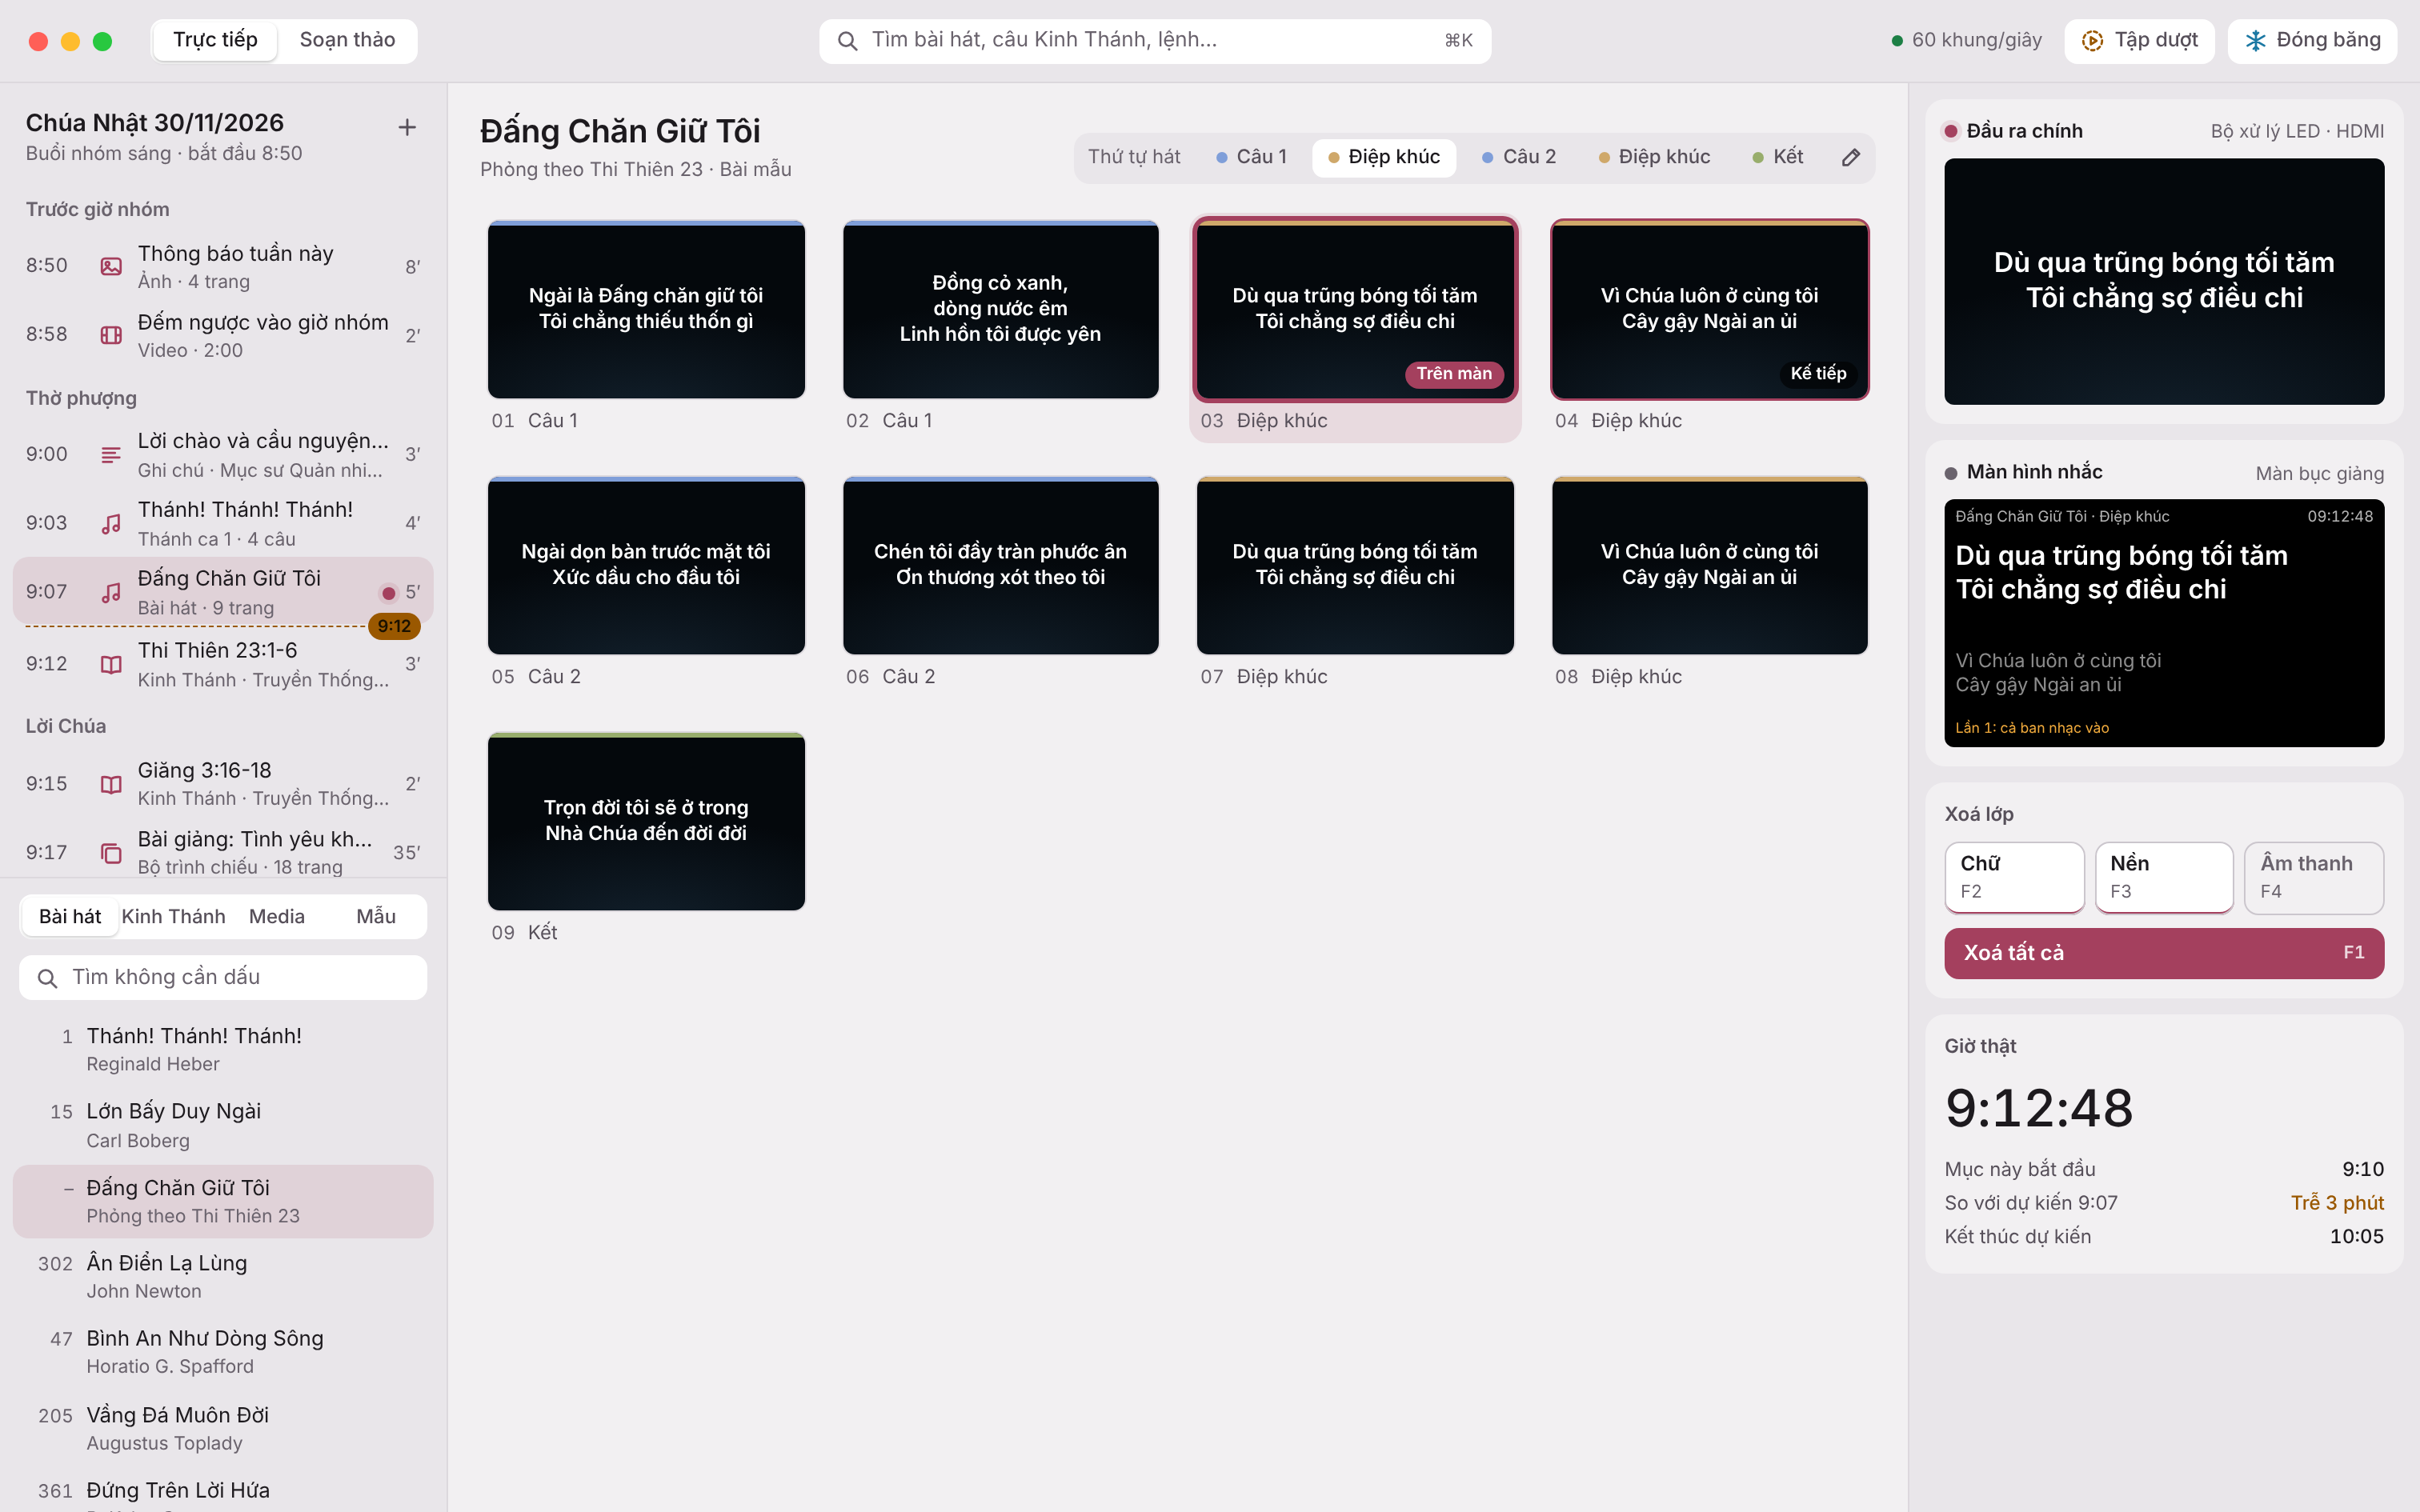 Trực tiếp
Soạn thảo
Tìm bài hát, câu Kinh Thánh, lệnh...
⌘K
60 khung/giây
Tập dượt
Đóng băng
Chúa Nhật 30/11/2026
Buổi nhóm sáng · bắt đầu 8:50
Trước giờ nhóm
8:50
Thông báo tuần này
8′
Ảnh · 4 trang
8:58
Đếm ngược vào giờ nhóm
2′
Video · 2:00
Thờ phượng
9:00
Lời chào và cầu nguyện...
3′
Ghi chú · Mục sư Quản nhi...
9:03
Thánh! Thánh! Thánh!
4′
Thánh ca 1 · 4 câu
9:07
Đấng Chăn Giữ Tôi
5′
Bài hát · 9 trang
9:12
9:12
Thi Thiên 23:1-6
3′
Kinh Thánh · Truyền Thống...
Lời Chúa
9:15
Giăng 3:16-18
2′
Kinh Thánh · Truyền Thống...
9:17
Bài giảng: Tình yêu kh...
35′
Bộ trình chiếu · 18 trang
Bài hát
Kinh Thánh
Media
Mẫu
Tìm không cần dấu
1
Thánh! Thánh! Thánh!
Reginald Heber
15
Lớn Bấy Duy Ngài
Carl Boberg
–
Đấng Chăn Giữ Tôi
Phỏng theo Thi Thiên 23
302
Ân Điển Lạ Lùng
John Newton
47
Bình An Như Dòng Sông
Horatio G. Spafford
205
Vầng Đá Muôn Đời
Augustus Toplady
361
Đứng Trên Lời Hứa
Đấng Chăn Giữ Tôi
Phỏng theo Thi Thiên 23 · Bài mẫu
Thứ tự hát
Câu 1
Điệp khúc
Câu 2
Điệp khúc
Kết
Ngài là Đấng chăn giữ tôi
Tôi chẳng thiếu thốn gì
01 Câu 1
Đồng cỏ xanh,
dòng nước êm
Linh hồn tôi được yên
02 Câu 1
Dù qua trũng bóng tối tăm
Tôi chẳng sợ điều chi
Trên màn
03 Điệp khúc
Vì Chúa luôn ở cùng tôi
Cây gậy Ngài an ủi
Kế tiếp
04 Điệp khúc
Ngài dọn bàn trước mặt tôi
Xức dầu cho đầu tôi
05 Câu 2
Chén tôi đầy tràn phước ân
Ơn thương xót theo tôi
06 Câu 2
Dù qua trũng bóng tối tăm
Tôi chẳng sợ điều chi
07 Điệp khúc
Vì Chúa luôn ở cùng tôi
Cây gậy Ngài an ủi
08 Điệp khúc
Trọn đời tôi sẽ ở trong
Nhà Chúa đến đời đời
09 Kết
Đầu ra chính
Bộ xử lý LED · HDMI
Dù qua trũng bóng tối tăm
Tôi chẳng sợ điều chi
Màn hình nhắc
Màn bục giảng
Đấng Chăn Giữ Tôi · Điệp khúc
09:12:48
Dù qua trũng bóng tối tăm
Tôi chẳng sợ điều chi
Vì Chúa luôn ở cùng tôi
Cây gậy Ngài an ủi
Lần 1: cả ban nhạc vào
Xoá lớp
Chữ
F2
Nền
F3
Âm thanh
F4
Xoá tất cả
F1
Giờ thật
9:12:48
Mục này bắt đầu
9:10
So với dự kiến 9:07
Trễ 3 phút
Kết thúc dự kiến
10:05